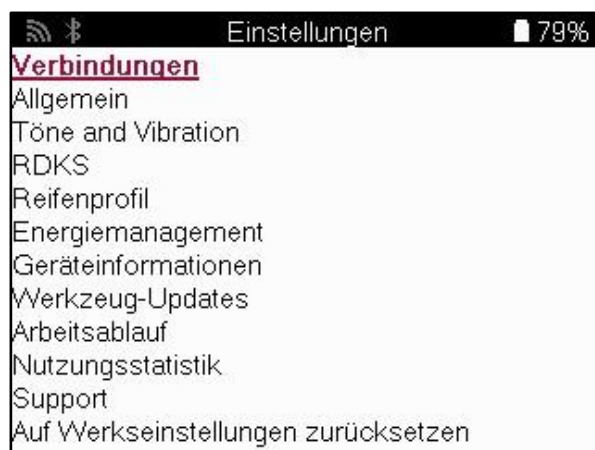 Einstellungen 79%
Verbindungen
Allgemein
Töne and Vibration
RDKS
Reifenprofil
Energiemanagement
Geräteinformationen
Werkzeug-Updates
Arbeitsablauf
Nutzungsstatistik
Support
Auf Werkseinstellungen zurücksetzen